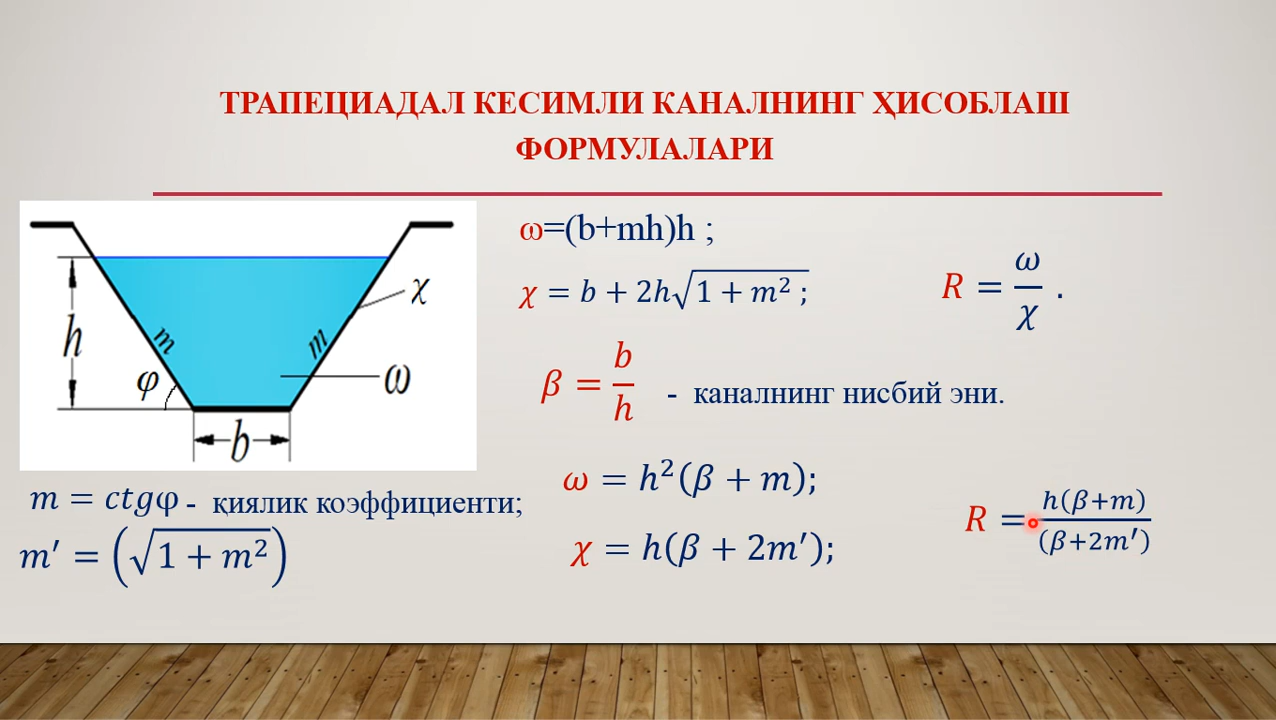 ТРАПЕЦИАДАЛ КЕСИМЛИ КАНАЛНИНГ ҲИСОБЛАШ
ФОРМУЛАЛАРИ
h
m
m
φ
χ
ω
b
m = ctgφ - қиялик коэффициенти;
m′ = (√(1 + m²))
ω=(b+mh)h ;
χ = b + 2h√(1 + m² ;)
R = ω/χ .
β = b/h - каналнинг нисбий эни.
ω = h²(β + m);
χ = h(β + 2m′);
R = h(β+m)/(β+2m′)